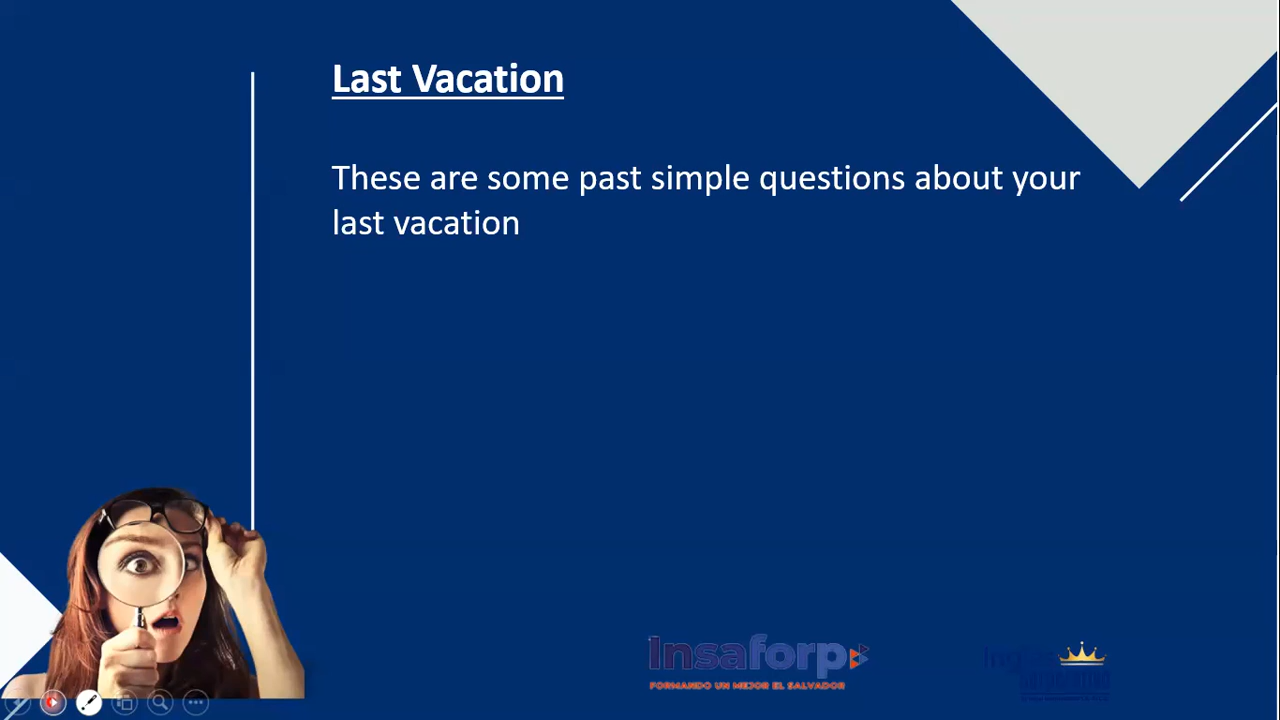 Last Vacation
These are some past simple questions about your
last vacation
Insaforp
FORMANDO UN MEJOR EL SALVADOR